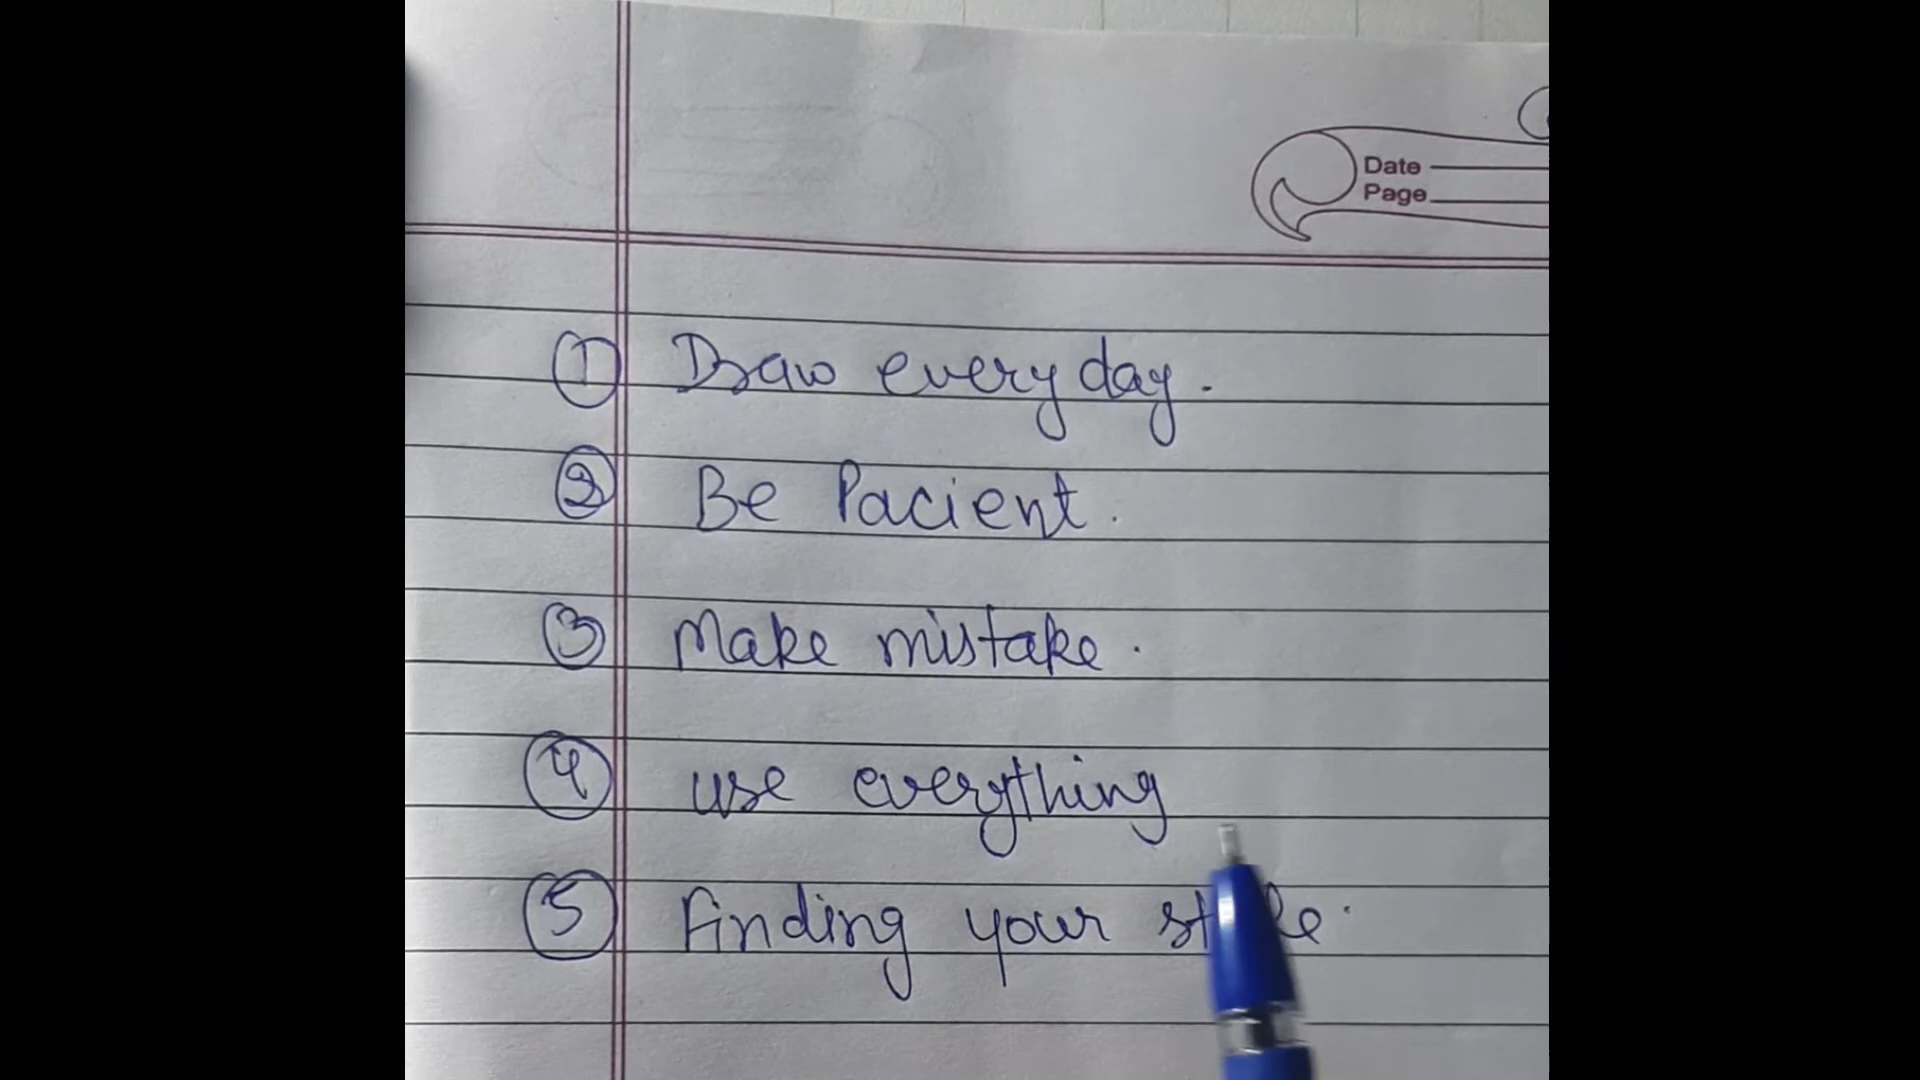 Date
Page
① Draw everyday.
② Be Pacient.
③ Make mistake.
④ use everything
⑤ Finding your